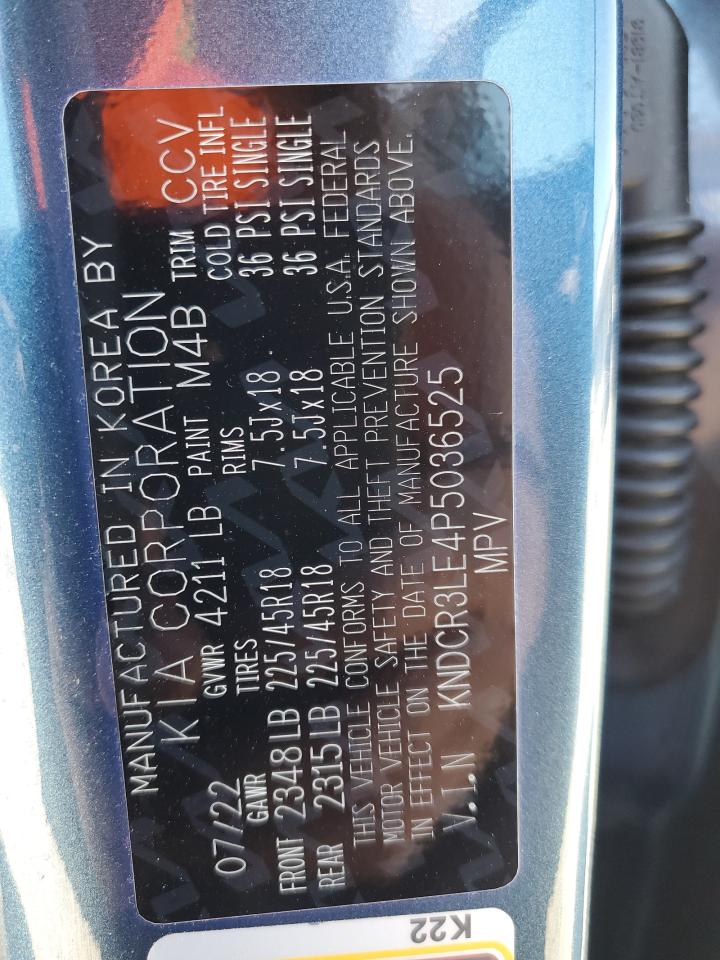 MANUFACTURED IN KOREA BY
KIA CORPORATION
07/22 GVWR 4211 LB PAINT M4B TRIM CCV
GAWR TIRES RIMS COLD TIRE INFL
FRONT 2348LB 225/45R18 7.5Jx18 36 PSI SINGLE
REAR 2315LB 225/45R18 7.5Jx18 36 PSI SINGLE
THIS VEHICLE CONFORMS TO ALL APPLICABLE U.S.A. FEDERAL
MOTOR VEHICLE SAFETY AND THEFT PREVENTION STANDARDS
IN EFFECT ON THE DATE OF MANUFACTURE SHOWN ABOVE.
V.I.N KNDCR3LE4P5036525
MPV
K22